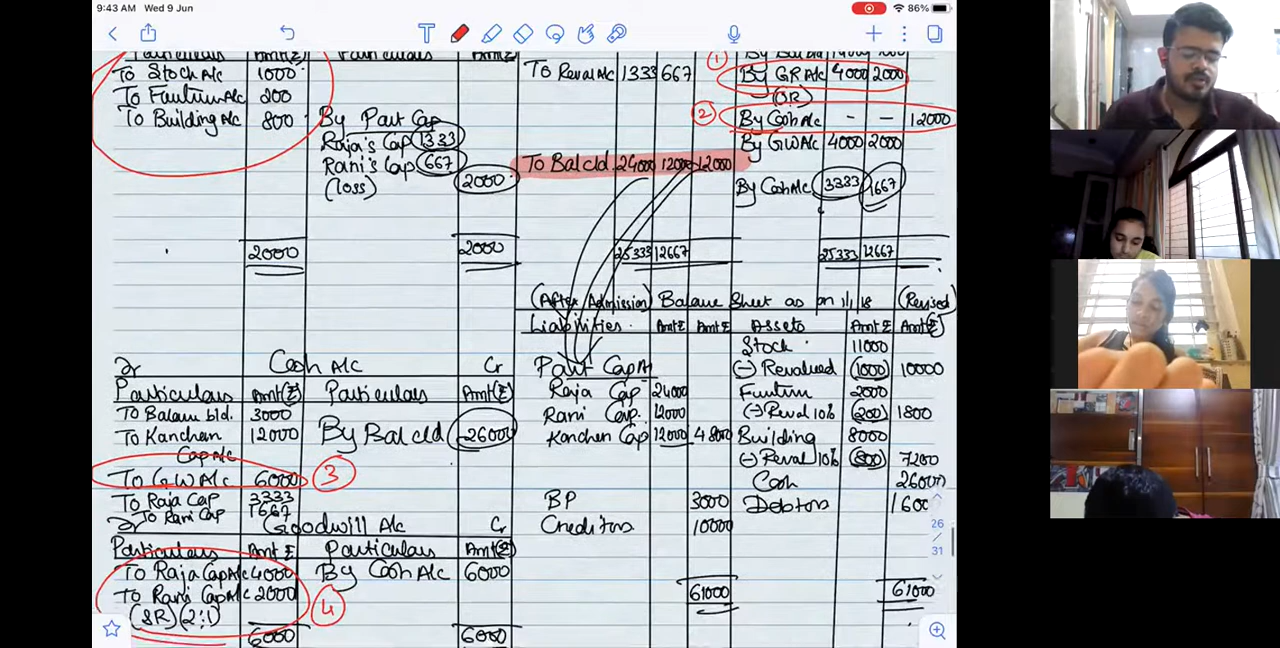 9:43 AM Wed 9 Jun
86%
To Stock A/c 1000
To Furniture A/c 200
To Building A/c 800
By Part Cap
Raja's Cap 1333
Rani's Cap 667
(loss) 2000
2000 2000
To Reval A/c 1333 667
To Bal c/d. 24000 12000 12000
25333 12667
①
By GR A/c 4000 2000
(OR)
② By Cash A/c - - 12000
By GW A/c 4000 2000
By Cash A/c 3333 1667
25333 12667
Dr Cash A/c Cr
Particulars Amt(₹) Particulars Amt(₹)
To Balance b/d. 3000
To Kanchan 12000 By Bal c/d 26000
Cap A/c
To GW A/c 6000 ③
To Raja Cap 3333
To Rani Cap 1667
Dr Goodwill A/c Cr
Particulars Amt ₹ Particulars Amt(₹)
To Raja Cap A/c 4000 By Cash A/c 6000
To Rani Cap A/c 2000
(SR) (2:1) ④
6000 6000
(After Admission) Balance Sheet as on 1/1/18 (Revised)
Liabilities. Amt ₹ Amt ₹ Assets Amt ₹ Amt(₹)
Stock 11000
Part Cap A/c (-) Revalued (1000) 10000
Raja Cap 24000 2000
Rani Cap. 12000 (-) Reval 10% (200) 1800
Kanchan Cap 12000 48000 Building 8000
(-) Reval 10% (800) 7200
Cash 26000
BP 3000 Debtors 1600
Creditors 10000
61000 61000
26
/
31